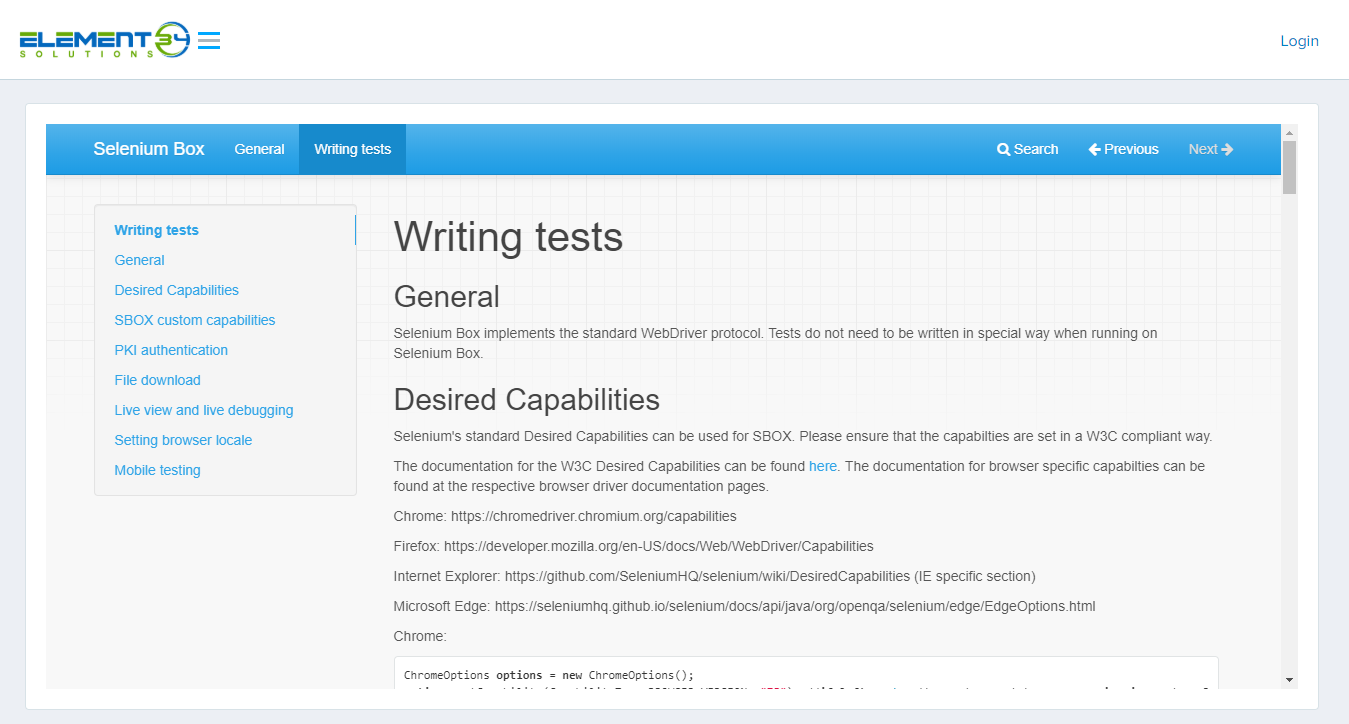 ELEMENT 34
SOLUTIONS
Login
Selenium Box
General
Writing tests
Search
Previous
Next
Writing tests
General
Desired Capabilities
SBOX custom capabilities
PKI authentication
File download
Live view and live debugging
Setting browser locale
Mobile testing
Writing tests
General
Selenium Box implements the standard WebDriver protocol. Tests do not need to be written in special way when running on
Selenium Box.
Desired Capabilities
Selenium's standard Desired Capabilities can be used for SBOX. Please ensure that the capabilties are set in a W3C compliant way.
The documentation for the W3C Desired Capabilities can be found here. The documentation for browser specific capabilties can be
found at the respective browser driver documentation pages.
Chrome: https://chromedriver.chromium.org/capabilities
Firefox: https://developer.mozilla.org/en-US/docs/Web/WebDriver/Capabilities
Internet Explorer: https://github.com/SeleniumHQ/selenium/wiki/DesiredCapabilities (IE specific section)
Microsoft Edge: https://seleniumhq.github.io/selenium/docs/api/java/org/openqa/selenium/edge/EdgeOptions.html
Chrome:
ChromeOptions options = new ChromeOptions();